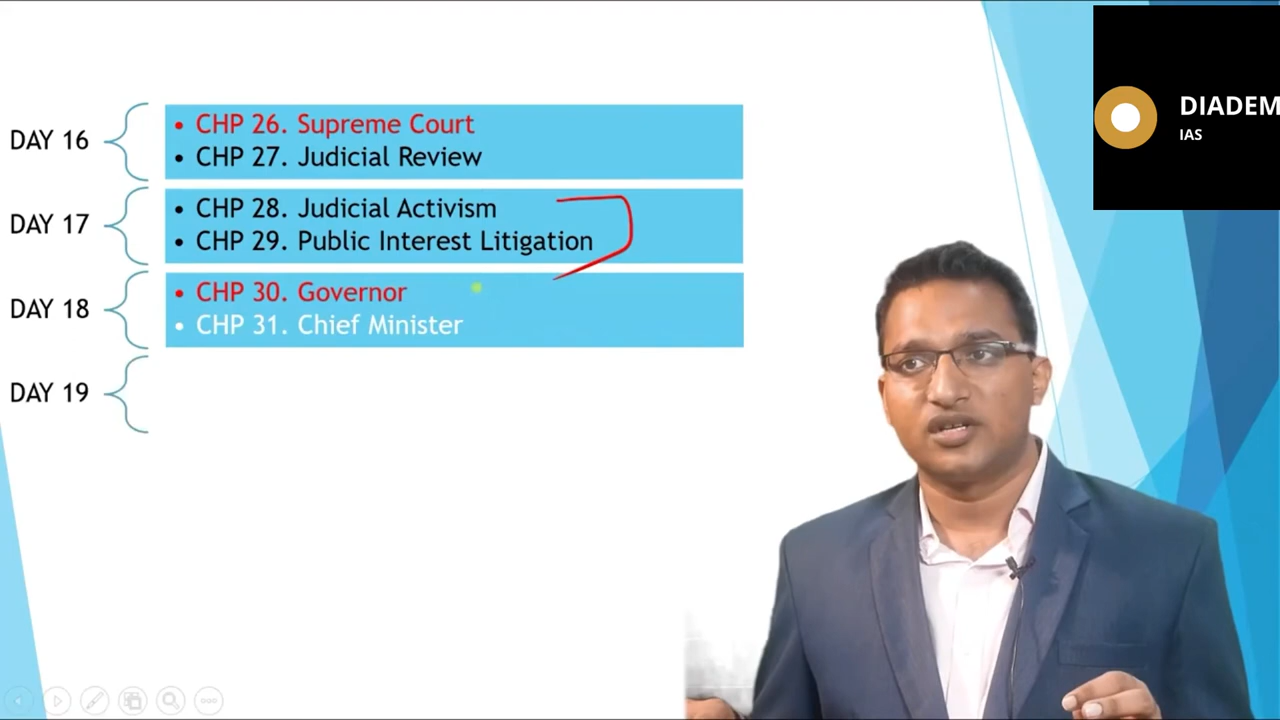 DIADEM
IAS
DAY 16
• CHP 26. Supreme Court
• CHP 27. Judicial Review
DAY 17
• CHP 28. Judicial Activism
• CHP 29. Public Interest Litigation
DAY 18
• CHP 30. Governor
• CHP 31. Chief Minister
DAY 19